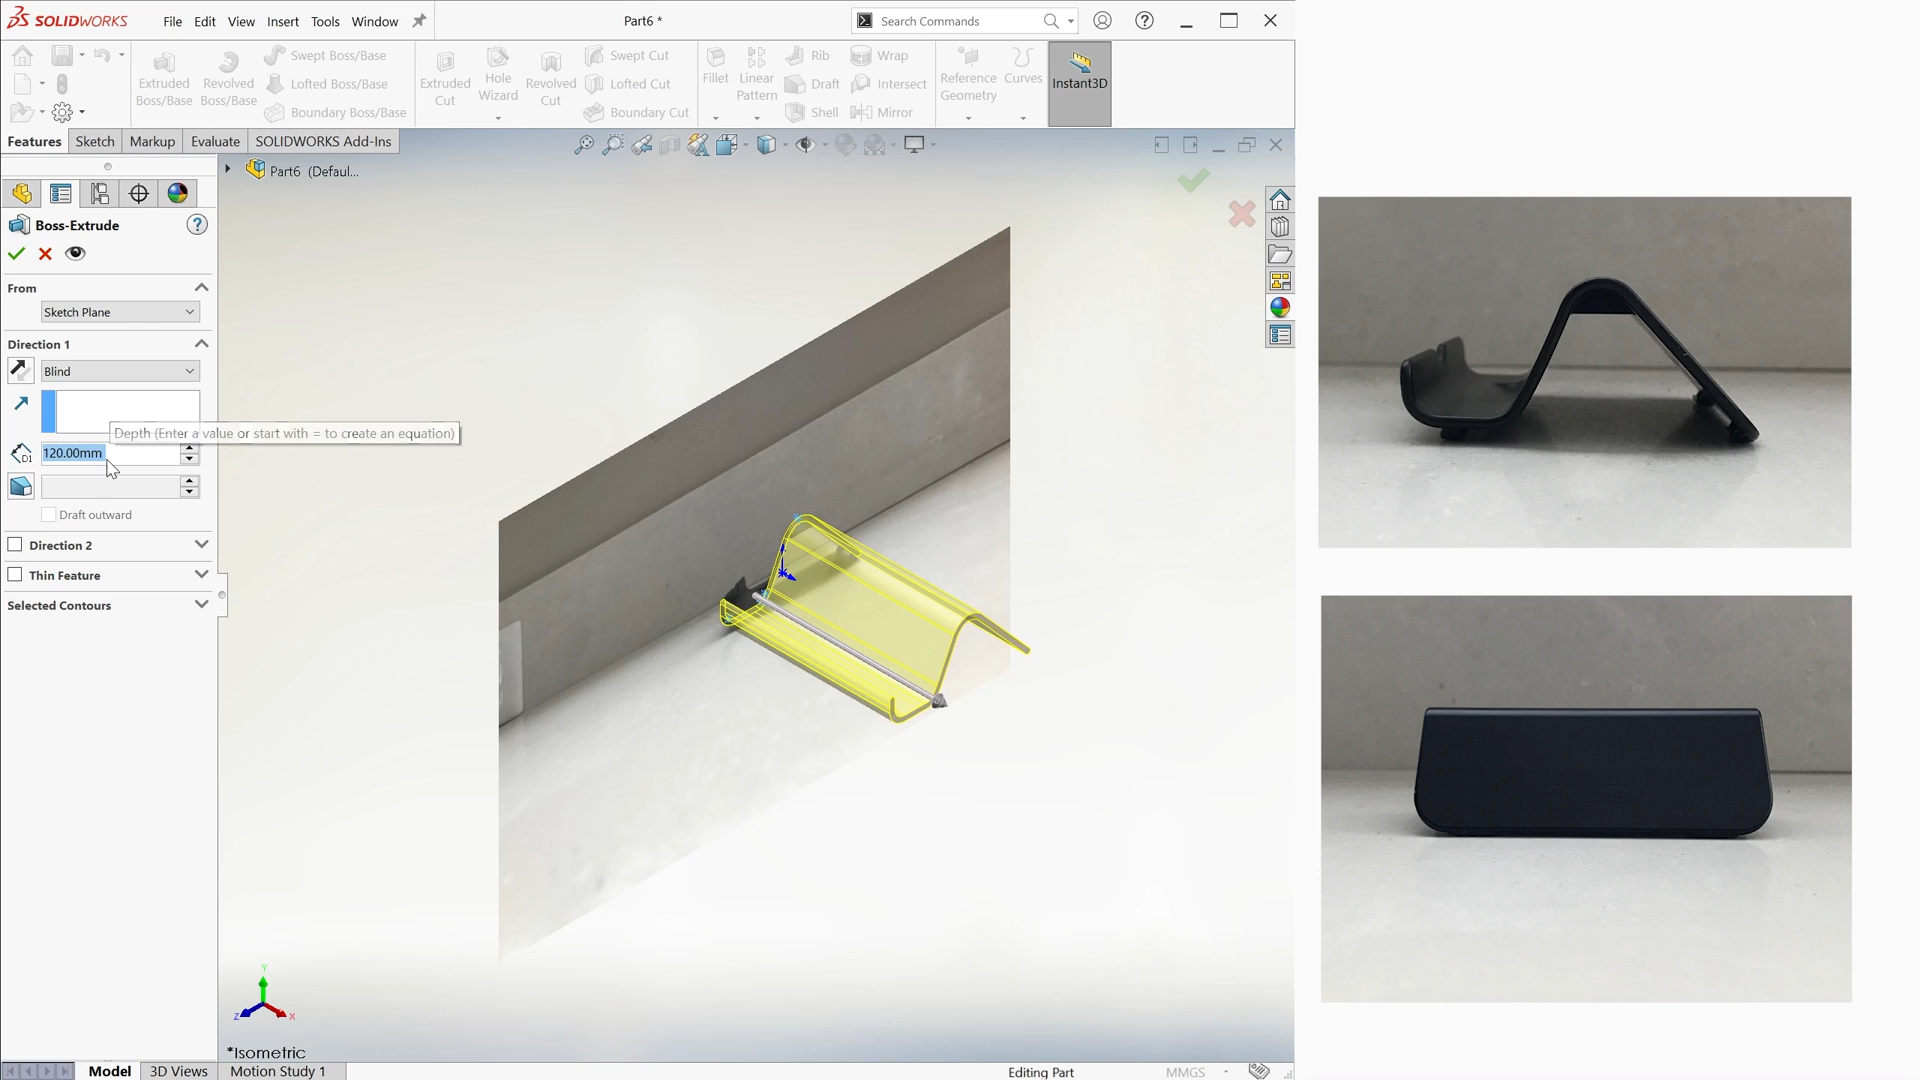 SOLIDWORKS File Edit View Insert Tools Window Part6 * Search Commands
Extruded Boss/Base
Revolved Boss/Base
Swept Boss/Base
Lofted Boss/Base
Boundary Boss/Base
Extruded Cut
Hole Wizard
Revolved Cut
Swept Cut
Lofted Cut
Boundary Cut
Fillet
Linear Pattern
Rib
Draft
Shell
Wrap
Intersect
Mirror
Reference Geometry
Curves
Instant3D
Features Sketch Markup Evaluate SOLIDWORKS Add-Ins
Part6 (Defaul...
Boss-Extrude
From
Sketch Plane
Direction 1
Blind
Depth (Enter a value or start with = to create an equation)
D1
120.00mm
Draft outward
Direction 2
Thin Feature
Selected Contours
Y
Z
X
*Isometric
Model 3D Views Motion Study 1 Editing Part MMGS